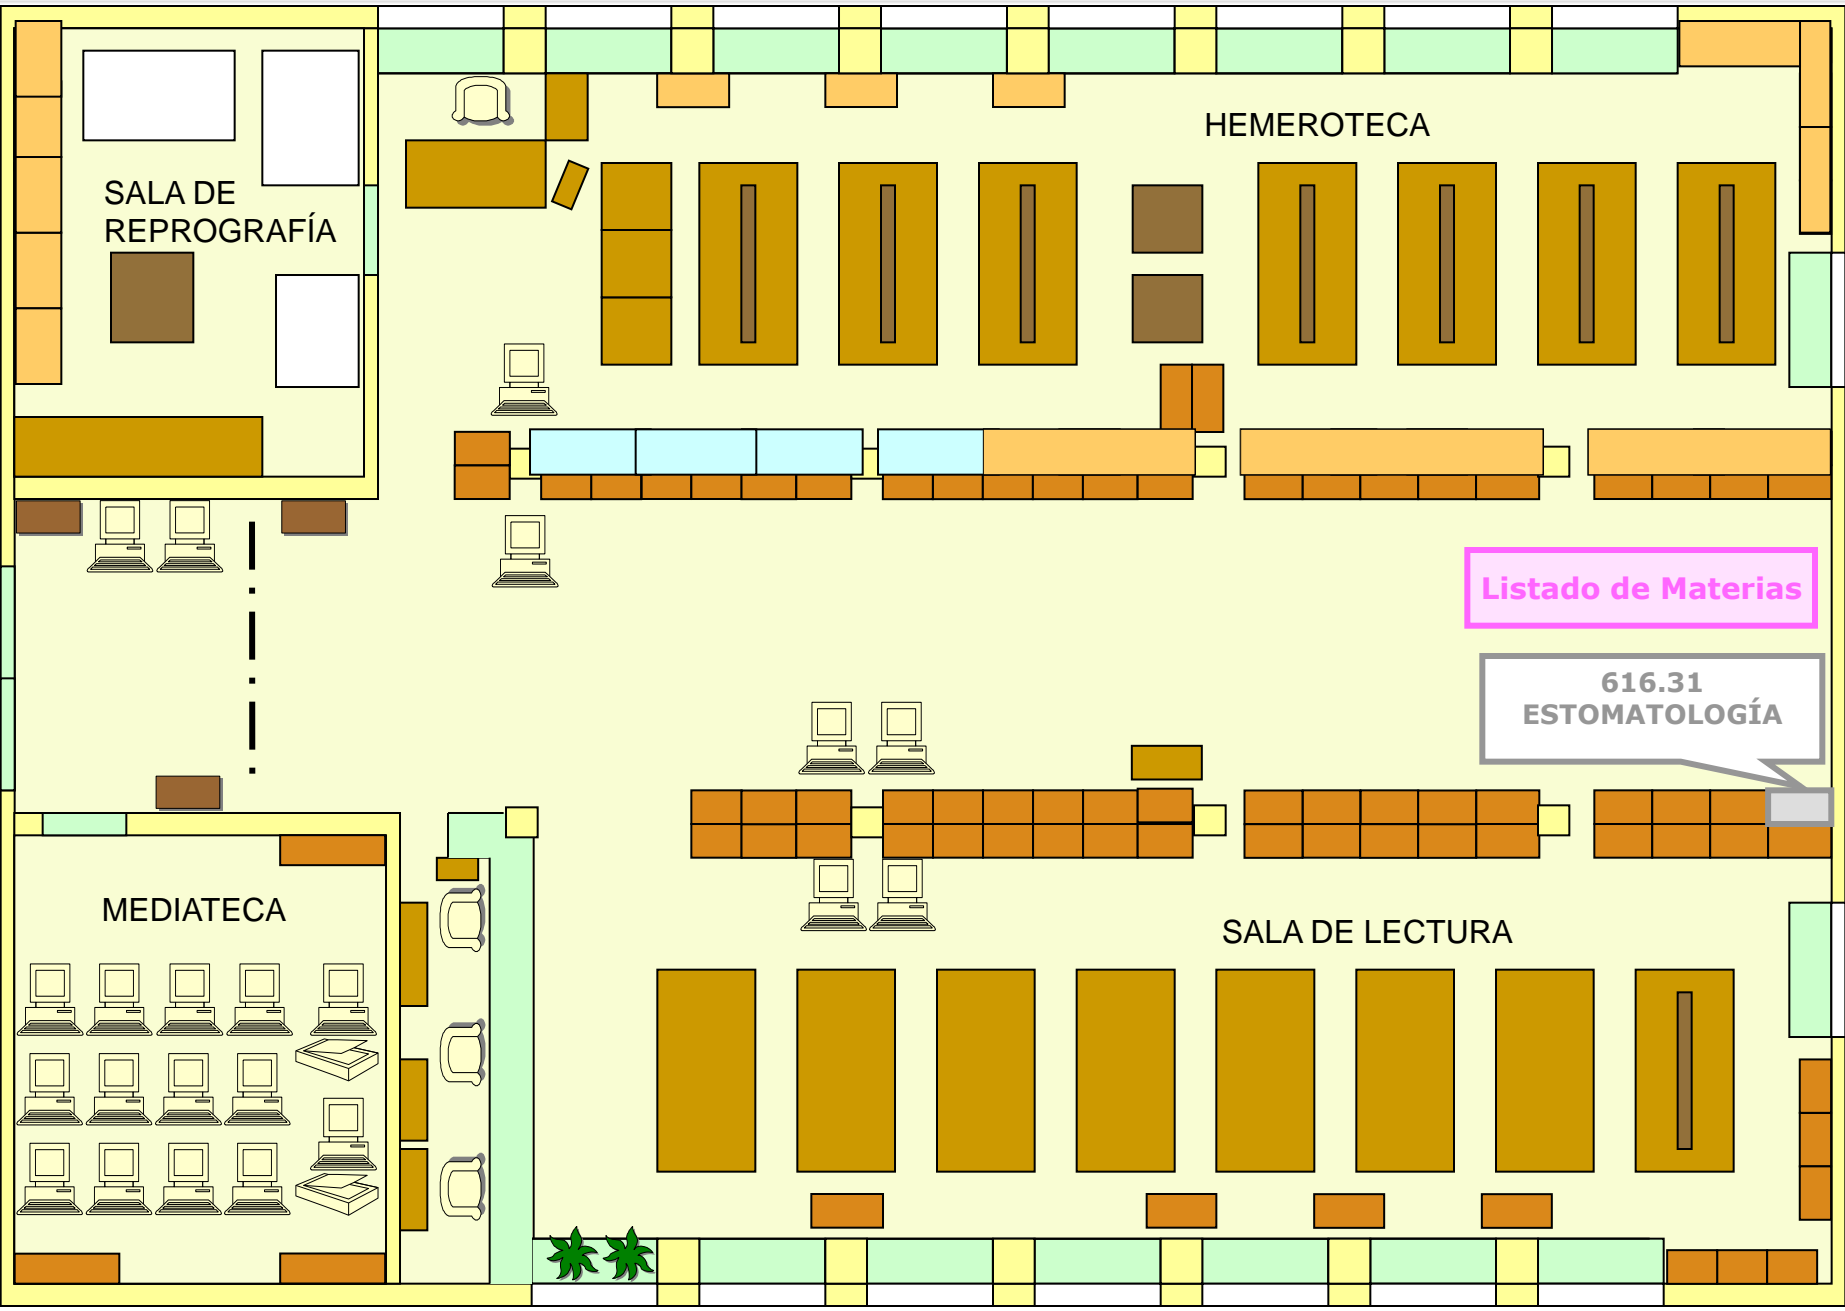 HEMEROTECA
SALA DE
REPROGRAFÍA
Listado de Materias
616.31
ESTOMATOLOGÍA
MEDIATECA
SALA DE LECTURA